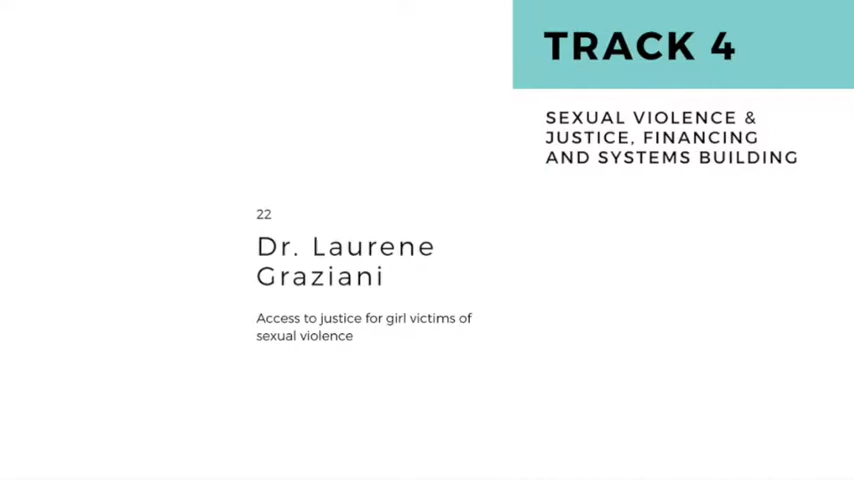 TRACK 4
SEXUAL VIOLENCE &
JUSTICE, FINANCING
AND SYSTEMS BUILDING
22
Dr. Laurene
Graziani
Access to justice for girl victims of
sexual violence